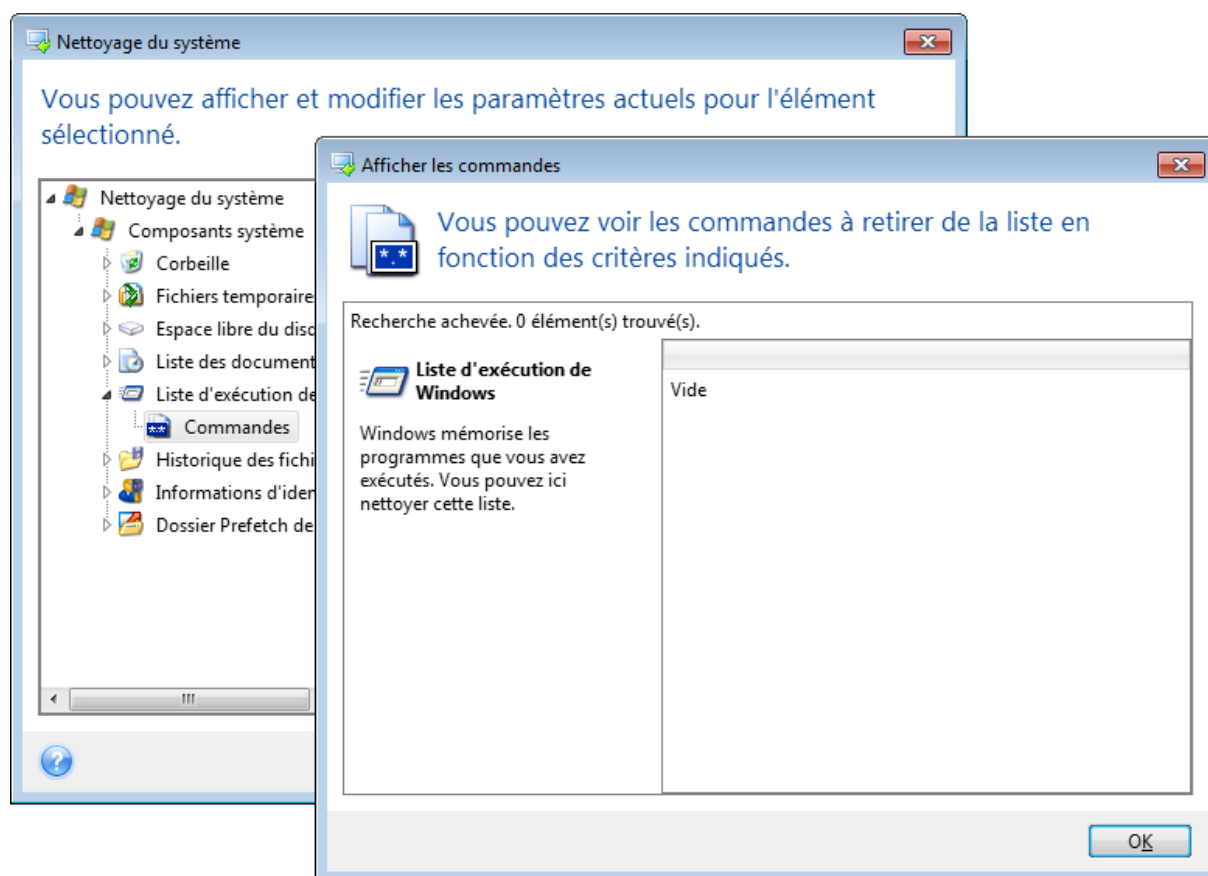 Nettoyage du système
Vous pouvez afficher et modifier les paramètres actuels pour l'élément
sélectionné.
Nettoyage du système
Composants système
Corbeille
Fichiers temporaire
Espace libre du disq
Liste des document
Liste d'exécution de
Commandes
Historique des fichi
Informations d'iden
Dossier Prefetch de
Afficher les commandes
Vous pouvez voir les commandes à retirer de la liste en
fonction des critères indiqués.
Recherche achevée. 0 élément(s) trouvé(s).
Liste d'exécution de
Windows
Windows mémorise les
programmes que vous avez
exécutés. Vous pouvez ici
nettoyer cette liste.
Vide
OK